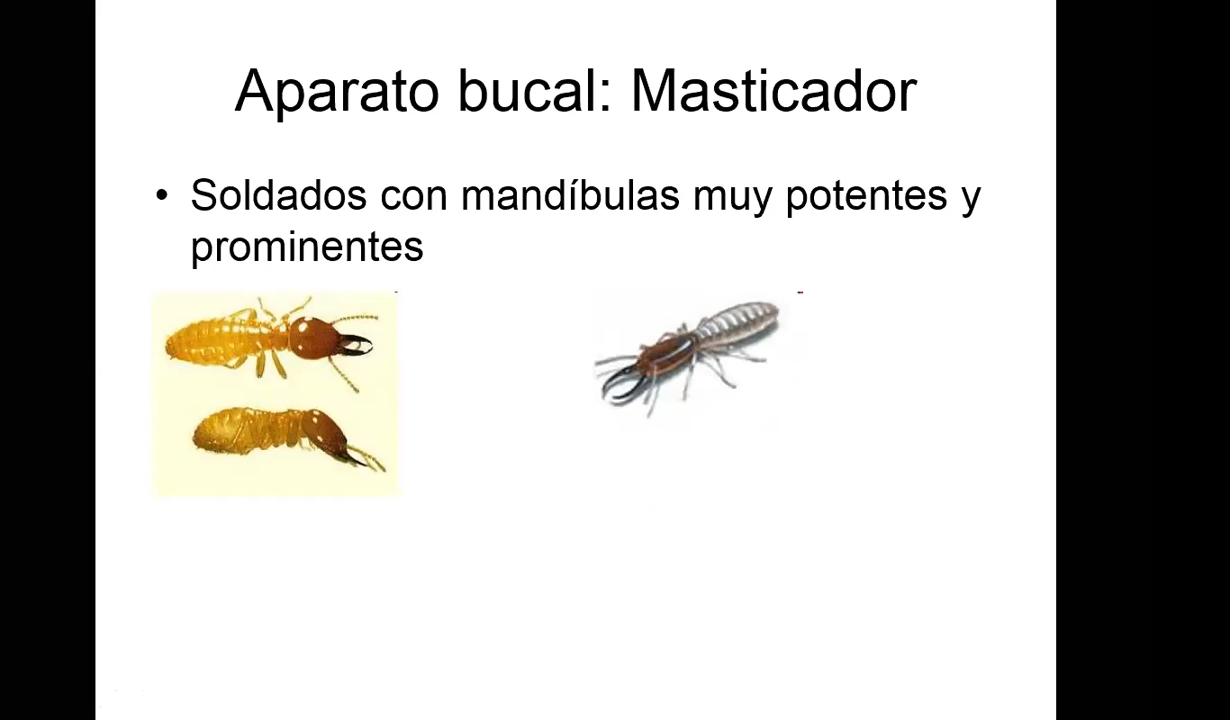 Aparato bucal: Masticador
• Soldados con mandíbulas muy potentes y
prominentes